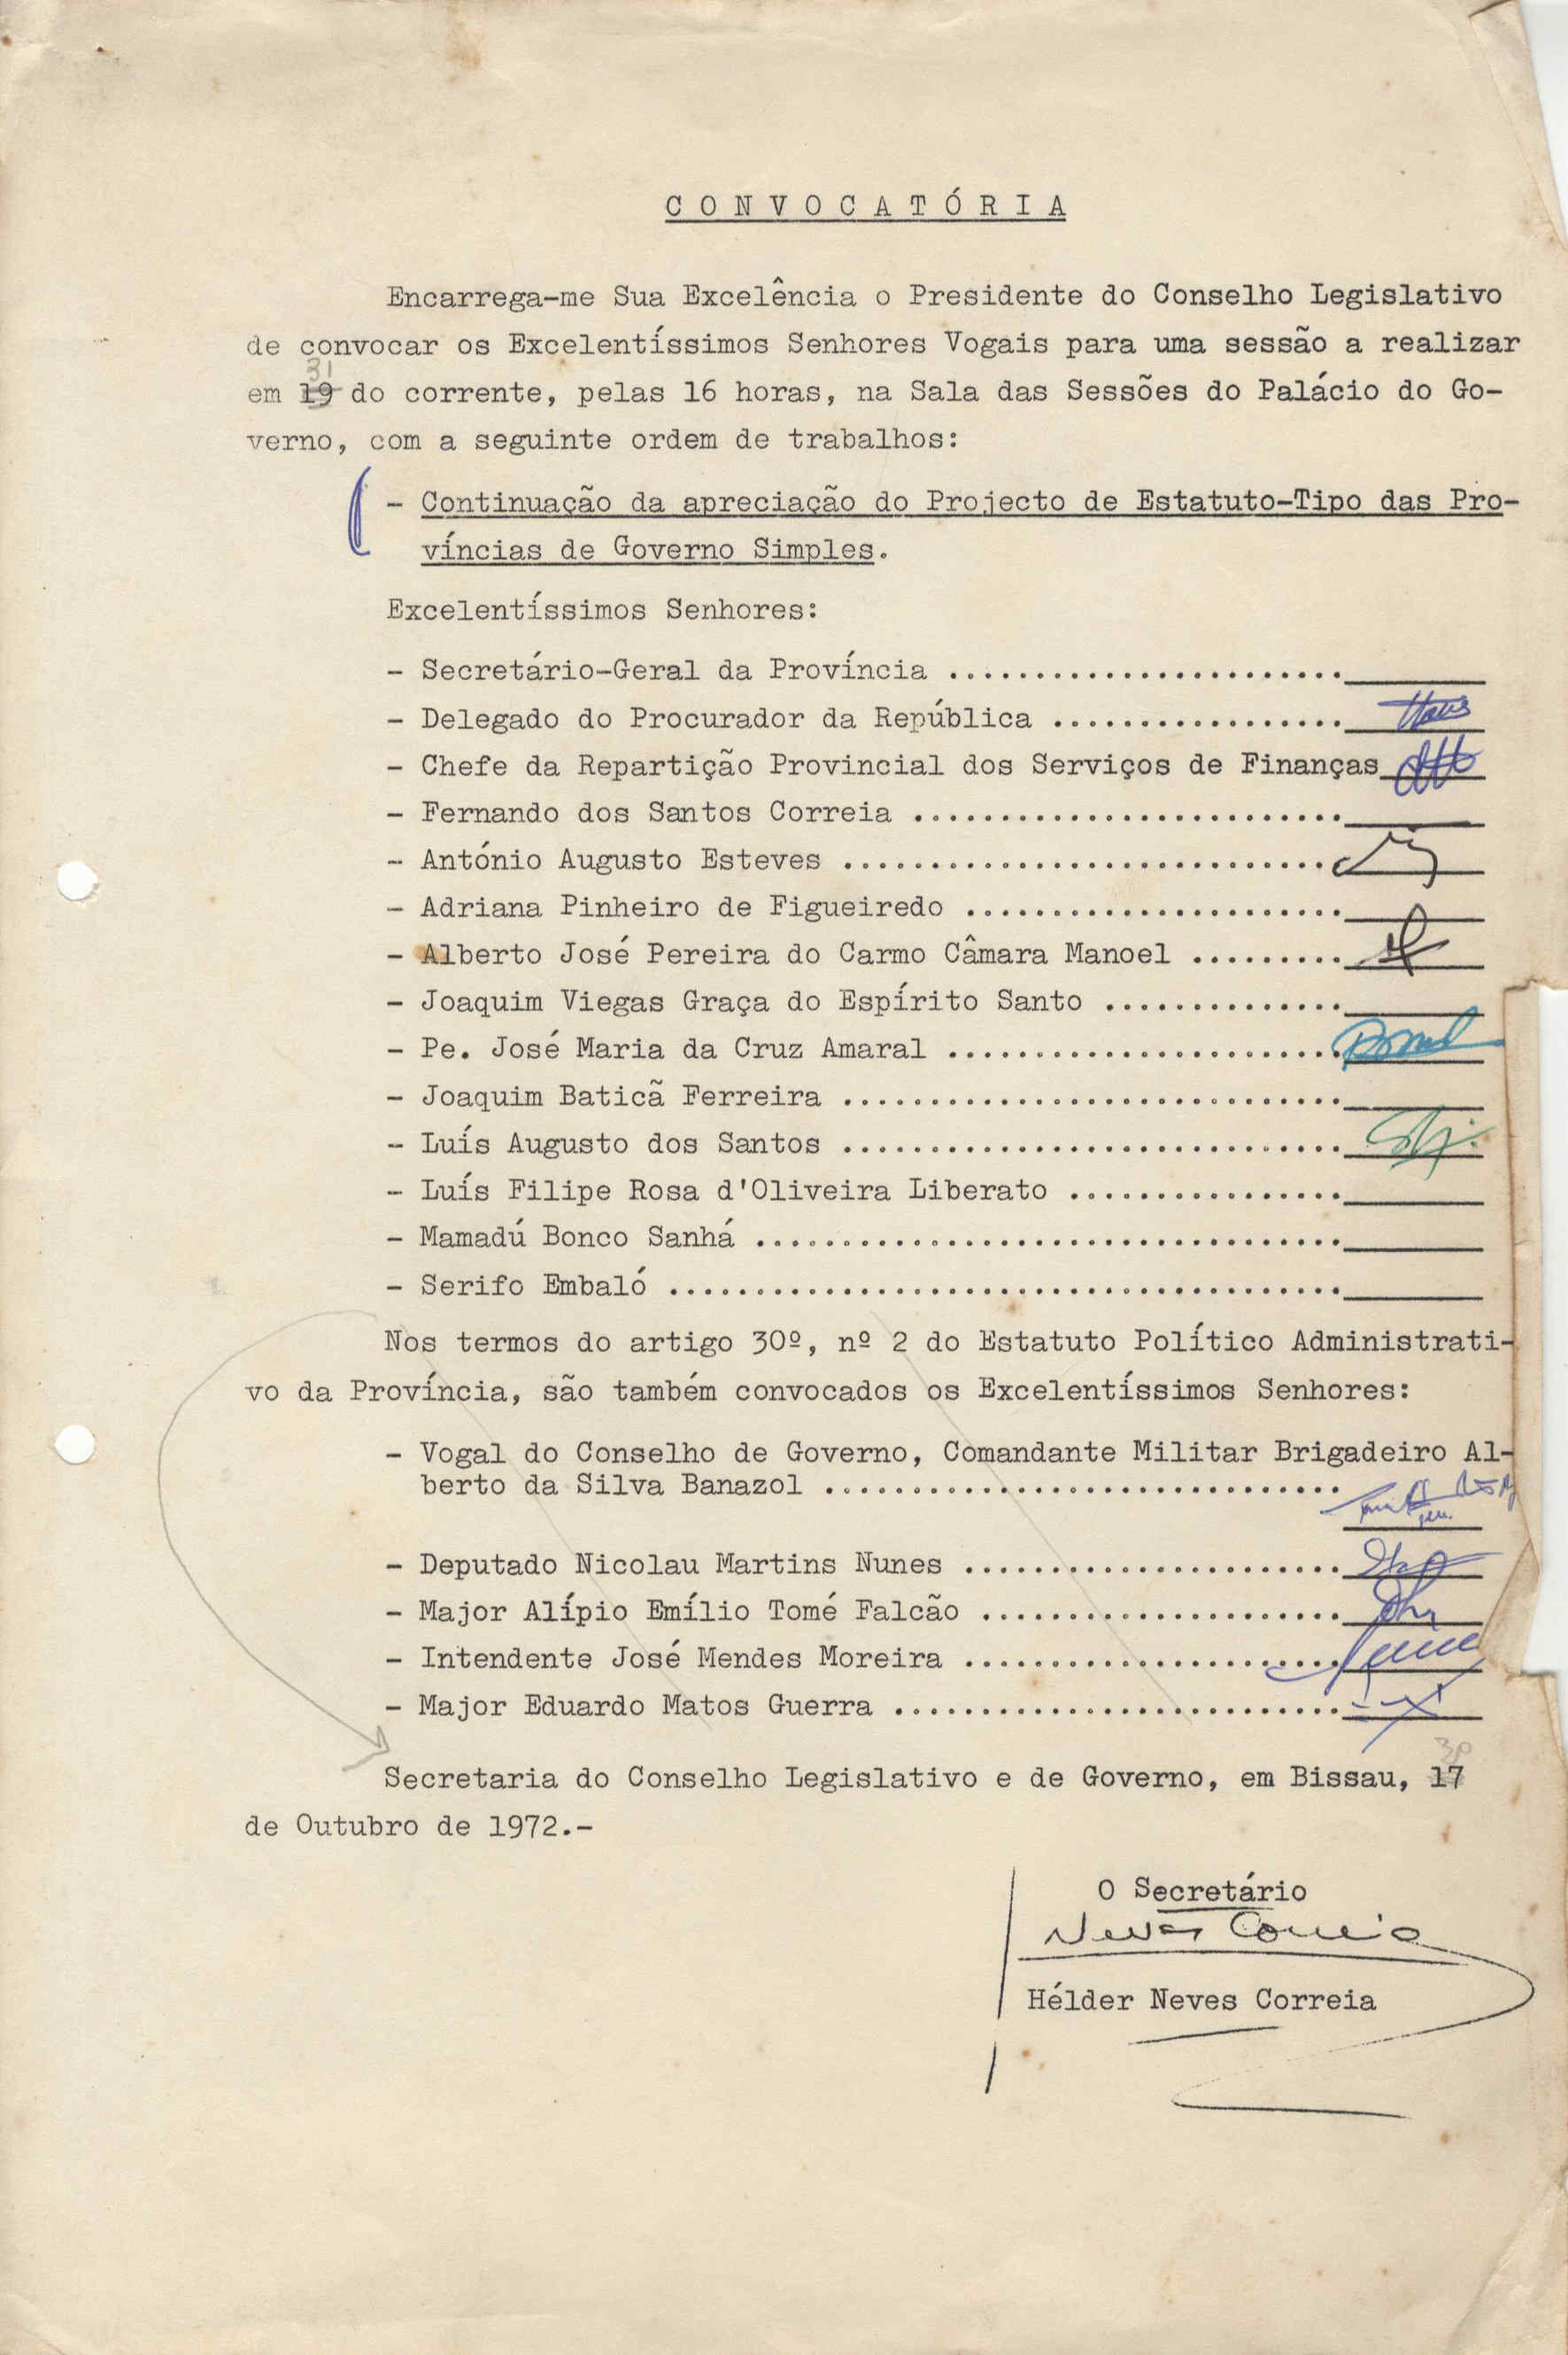 CONVOCATÓRIA
Encarrega-me Sua Excelência o Presidente do Conselho Legislativo
de convocar os Excelentíssimos Senhores Vogais para uma sessão a realizar
31
em 19 do corrente, pelas 16 horas, na Sala das Sessões do Palácio do Go-
verno, com a seguinte ordem de trabalhos:
- Continuação da apreciação do Projecto de Estatuto-Tipo das Pro-
víncias de Governo Simples.
Excelentíssimos Senhores:
- Secretário-Geral da Província .......................
- Delegado do Procurador da República .................
- Chefe da Repartição Provincial dos Serviços de Finanças
- Fernando dos Santos Correia .........................
- António Augusto Esteves ............................
- Adriana Pinheiro de Figueiredo ......................
- Alberto José Pereira do Carmo Câmara Manoel .........
- Joaquim Viegas Graça do Espírito Santo ..............
- Pe. José Maria da Cruz Amaral .......................
- Joaquim Baticã Ferreira .............................
- Luís Augusto dos Santos .............................
- Luís Filipe Rosa d'Oliveira Liberato ................
- Mamadú Bonco Sanhá ..................................
- Serifo Embaló .......................................
Nos termos do artigo 30º, nº 2 do Estatuto Político Administrati-
vo da Província, são também convocados os Excelentíssimos Senhores:
- Vogal do Conselho de Governo, Comandante Militar Brigadeiro Al-
berto da Silva Banazol ..............................
- Deputado Nicolau Martins Nunes ......................
- Major Alípio Emílio Tomé Falcão .....................
- Intendente José Mendes Moreira ......................
- Major Eduardo Matos Guerra ..........................
30
Secretaria do Conselho Legislativo e de Governo, em Bissau, 17
de Outubro de 1972.-
O Secretário
Neves Correia
Hélder Neves Correia